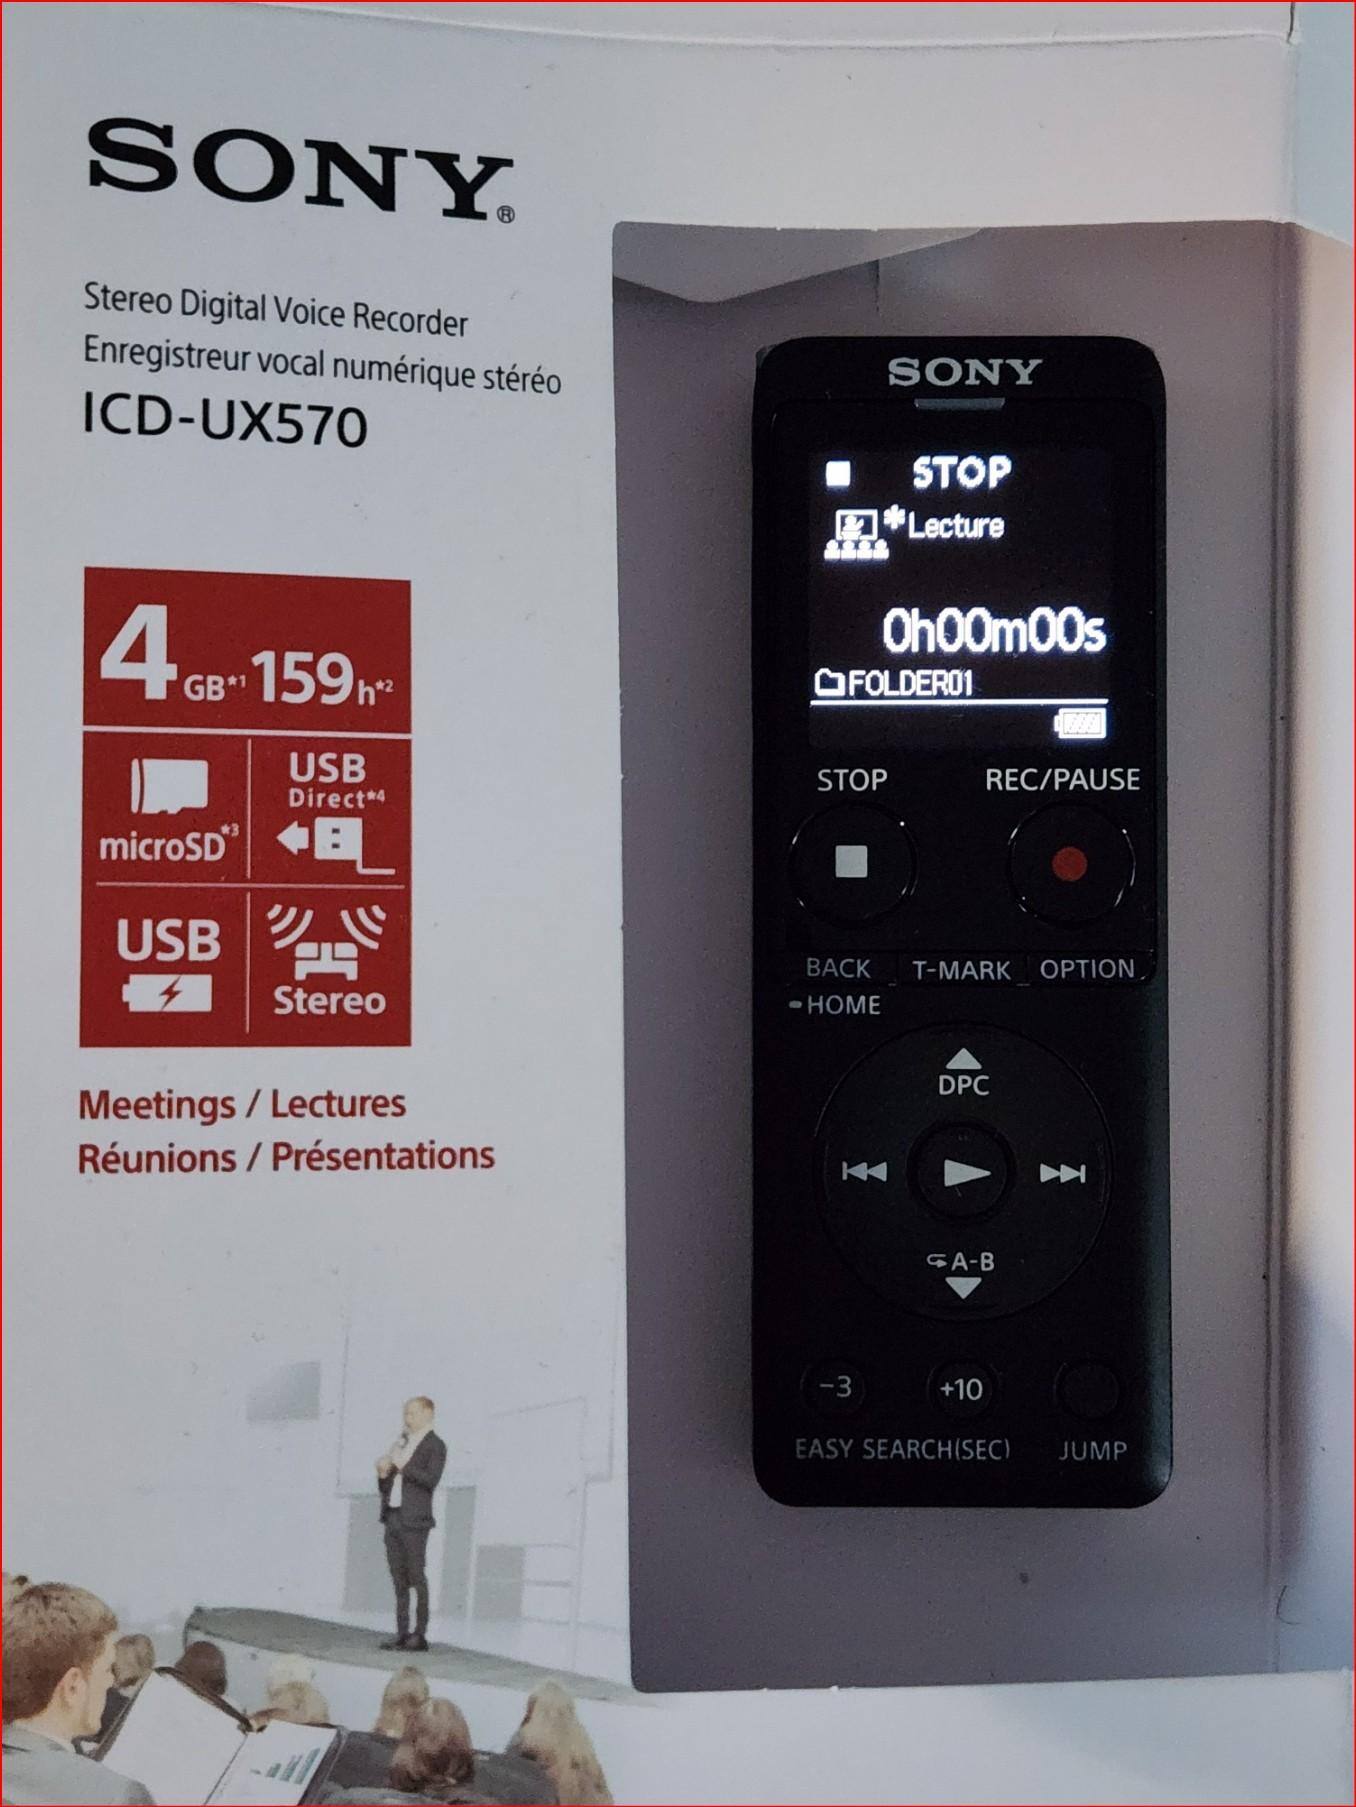 SONY®
Stereo Digital Voice Recorder
Enregistreur vocal numérique stéréo
ICD-UX570
4 GB*1 159 h*2
microSD*3
USB
Direct*4
USB
Stereo
Meetings / Lectures
Réunions / Présentations
SONY
STOP
*Lecture
0h00m00s
FOLDER01
STOP REC/PAUSE
BACK T-MARK OPTION
HOME
DPC
A-B
-3 +10
EASY SEARCH(SEC) JUMP